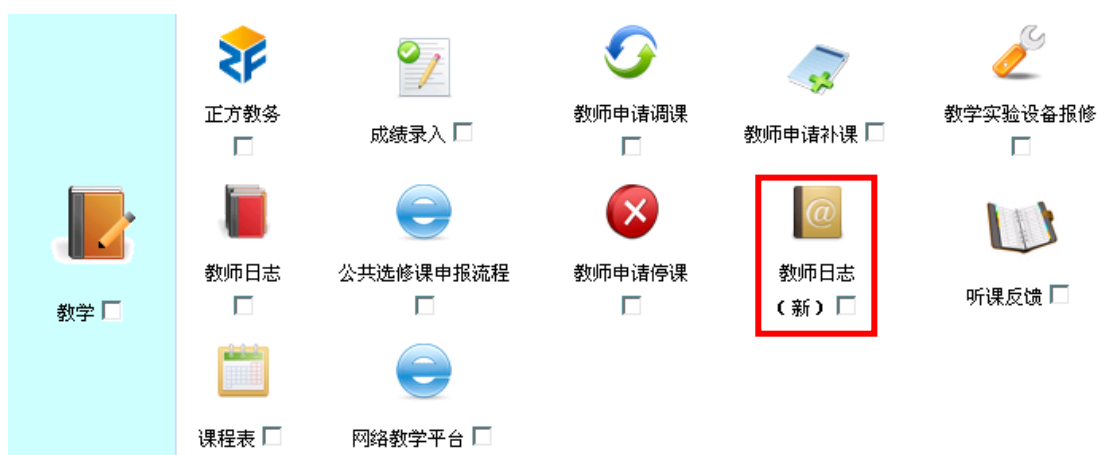 正方教务
成绩录入
教师申请调课
教师申请补课
教学实验设备报修
教学
教师日志
公共选修课申报流程
教师申请停课
教师日志
（新）
听课反馈
课程表
网络教学平台